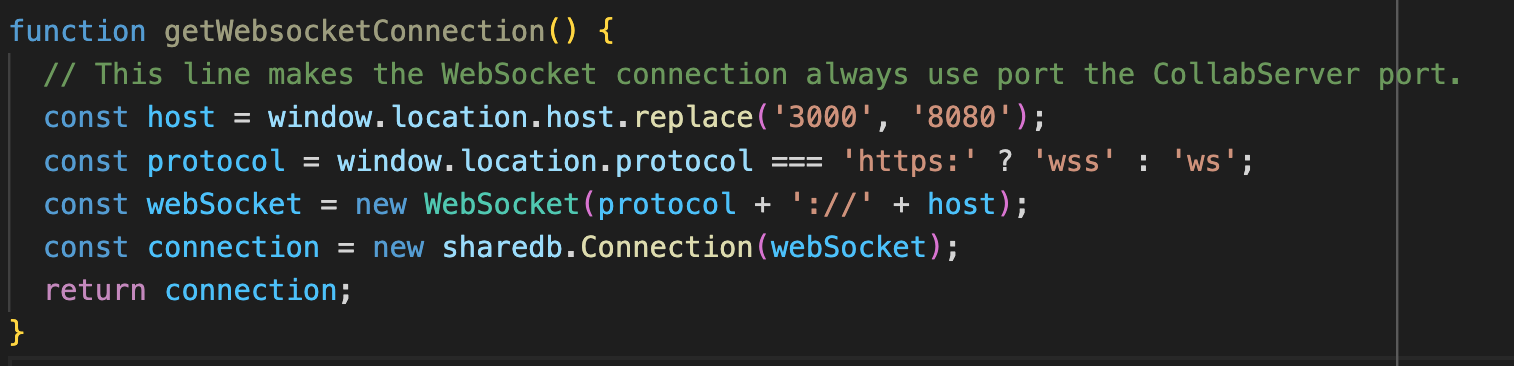 function getWebsocketConnection() {
  // This line makes the WebSocket connection always use port the CollabServer port.
  const host = window.location.host.replace('3000', '8080');
  const protocol = window.location.protocol === 'https:' ? 'wss' : 'ws';
  const webSocket = new WebSocket(protocol + '://' + host);
  const connection = new sharedb.Connection(webSocket);
  return connection;
}